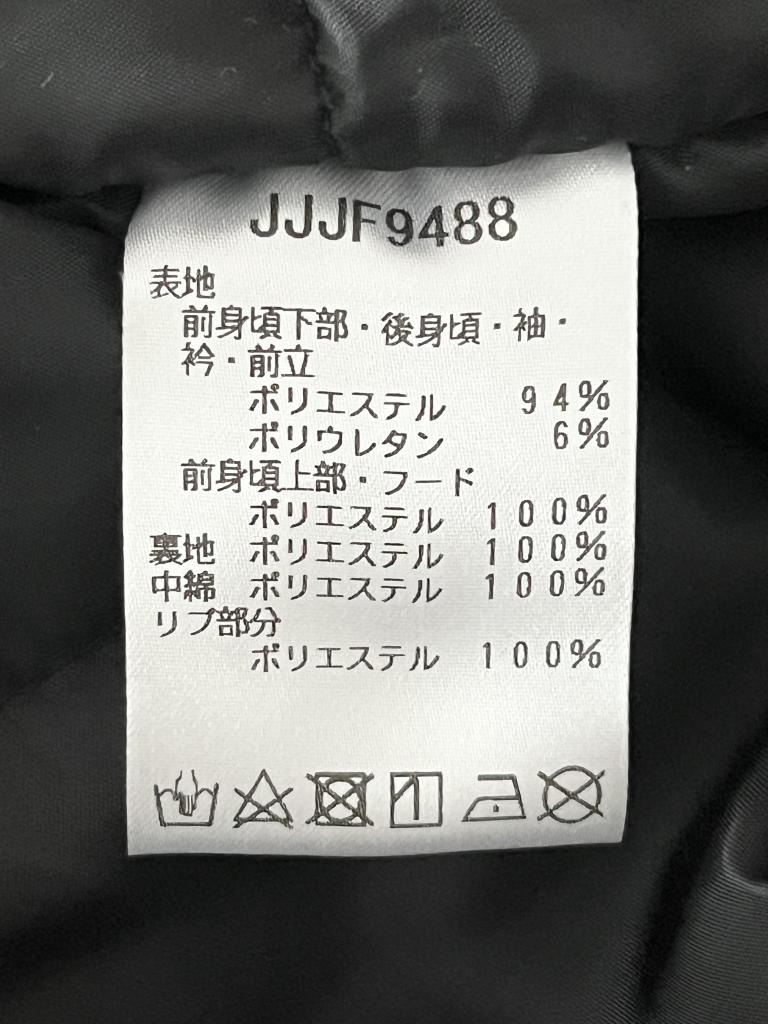 JJJF9488
表地
前身頃下部・後身頃・袖・
衿・前立
ポリエステル 94%
ポリウレタン 6%
前身頃上部・フード
ポリエステル 100%
裏地 ポリエステル 100%
中綿 ポリエステル 100%
リブ部分
ポリエステル 100%